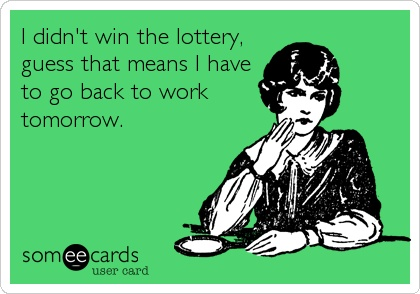 I didn't win the lottery,
guess that means I have
to go back to work
tomorrow.
someecards
user card